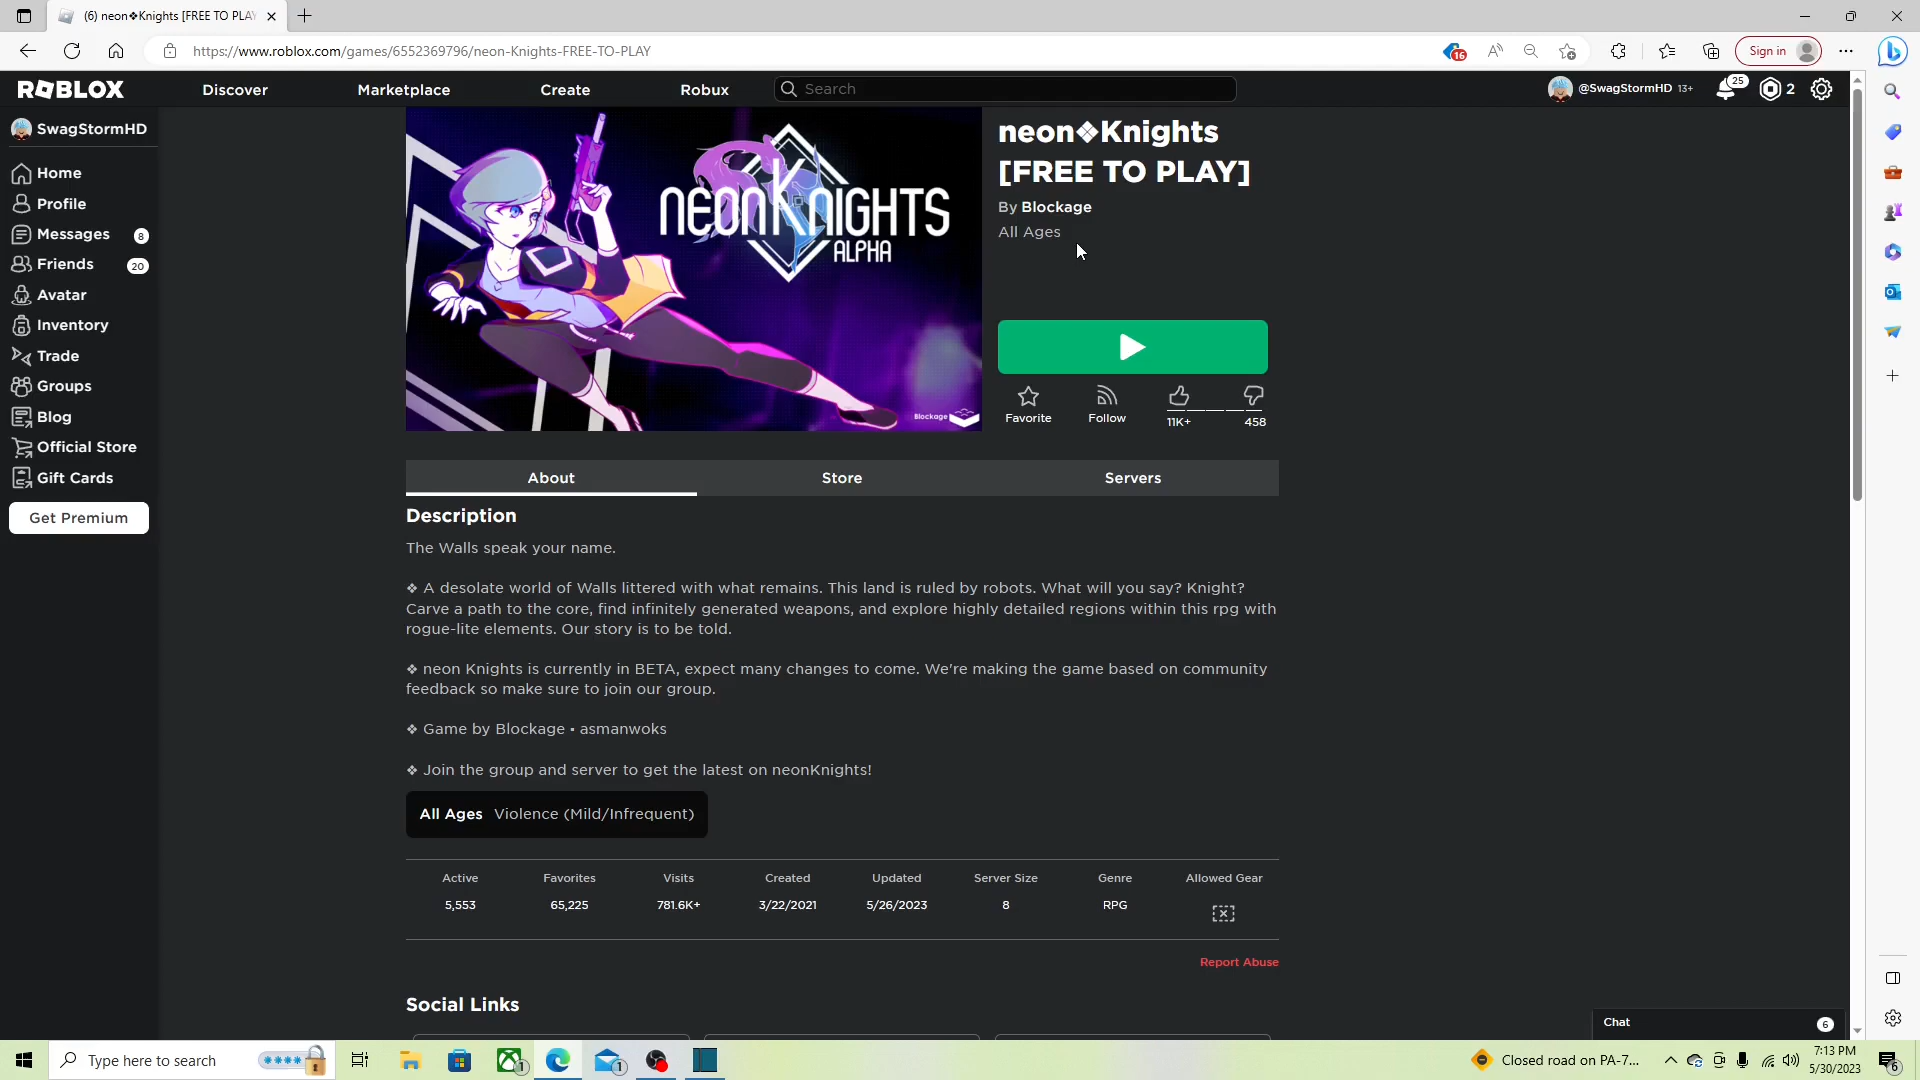 (6) neon❖Knights [FREE TO PLAY
https://www.roblox.com/games/6552369796/neon-Knights-FREE-TO-PLAY
16
Sign in
ROBLOX
Discover
Marketplace
Create
Robux
Search
@SwagStormHD 13+
25
2
SwagStormHD
Home
Profile
Messages 8
Friends 20
Avatar
Inventory
Trade
Groups
Blog
Official Store
Gift Cards
Get Premium
neonKnights
ALPHA
Blockage
neon❖Knights
[FREE TO PLAY]
By Blockage
All Ages
Favorite
Follow
11K+
458
About
Store
Servers
Description
The Walls speak your name.
❖ A desolate world of Walls littered with what remains. This land is ruled by robots. What will you say? Knight?
Carve a path to the core, find infinitely generated weapons, and explore highly detailed regions within this rpg with
rogue-lite elements. Our story is to be told.
❖ neon Knights is currently in BETA, expect many changes to come. We're making the game based on community
feedback so make sure to join our group.
❖ Game by Blockage • asmanwoks
❖ Join the group and server to get the latest on neonKnights!
All Ages Violence (Mild/Infrequent)
Active Favorites Visits Created Updated Server Size Genre Allowed Gear
5,553 65,225 781.6K+ 3/22/2021 5/26/2023 8 RPG
Report Abuse
Social Links
Chat 6
Type here to search
1
1
Closed road on PA-7...
7:13 PM
5/30/2023
6